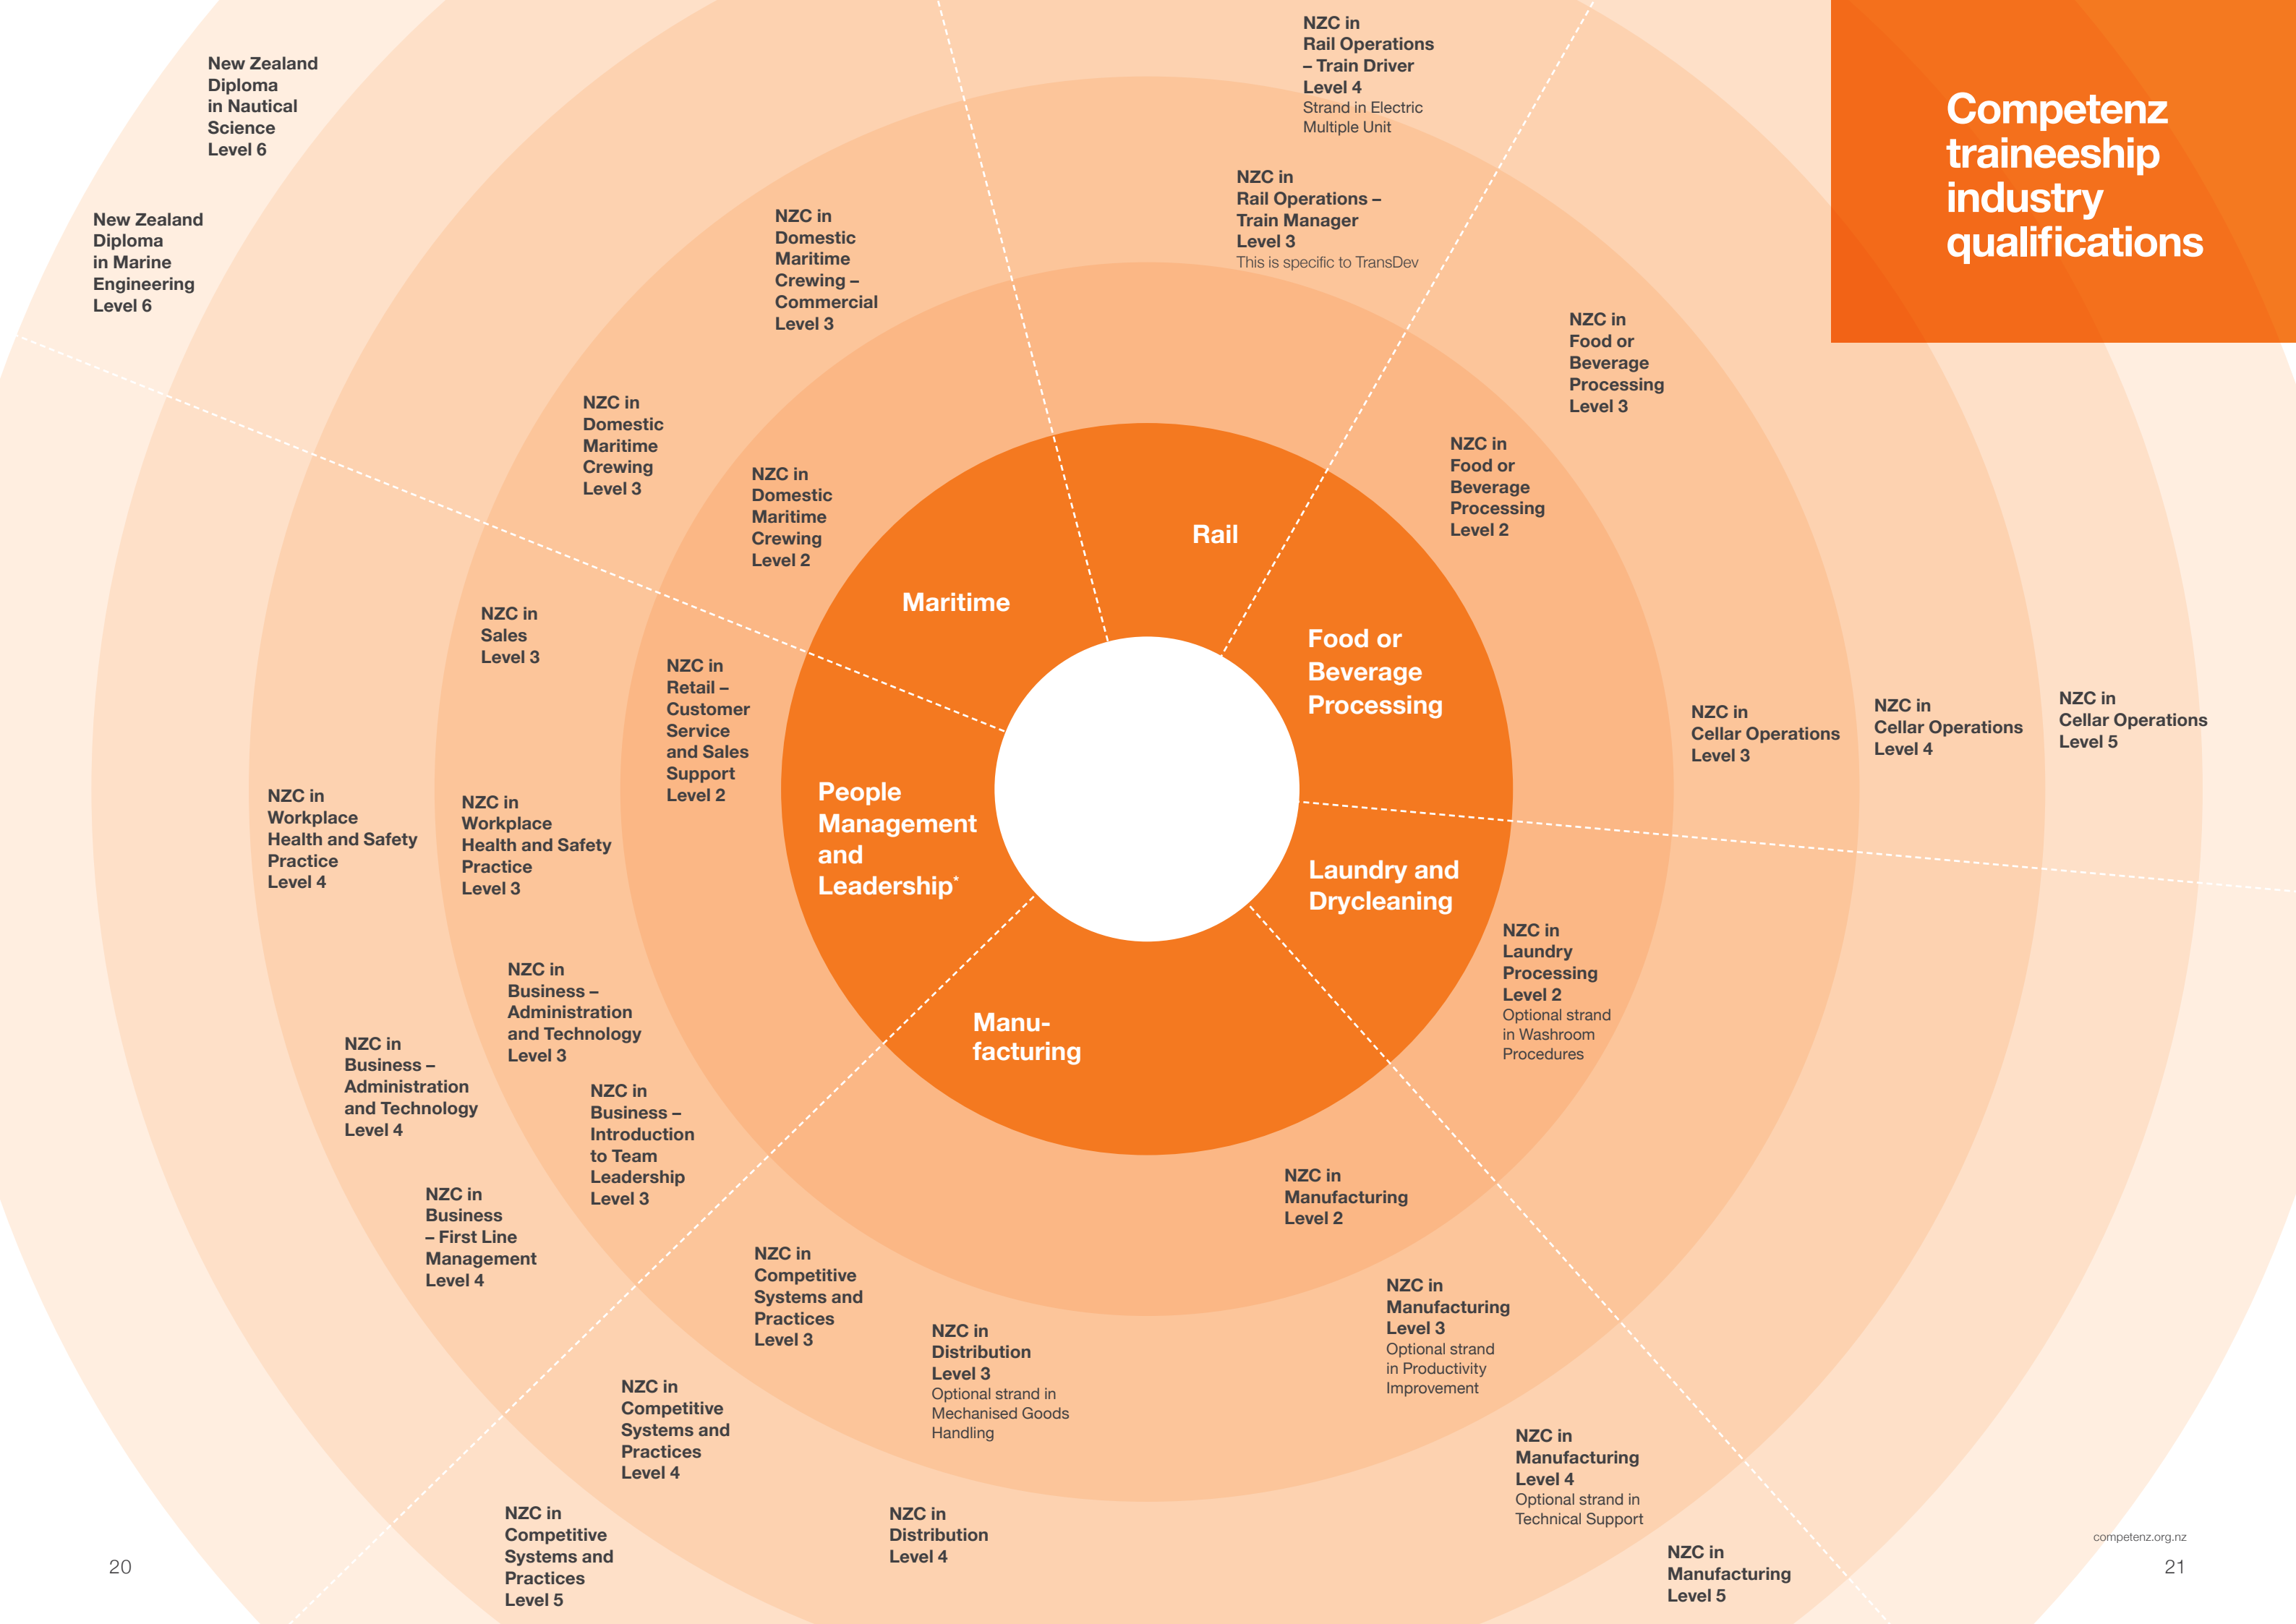 Competenz
traineeship
industry
qualifications
New Zealand
Diploma
in Nautical
Science
Level 6
New Zealand
Diploma
in Marine
Engineering
Level 6
NZC in
Domestic
Maritime
Crewing –
Commercial
Level 3
NZC in
Domestic
Maritime
Crewing
Level 3
NZC in
Domestic
Maritime
Crewing
Level 2
Maritime
NZC in
Rail Operations
– Train Driver
Level 4
Strand in Electric
Multiple Unit
NZC in
Rail Operations –
Train Manager
Level 3
This is specific to TransDev
Rail
NZC in
Food or
Beverage
Processing
Level 3
NZC in
Food or
Beverage
Processing
Level 2
Food or
Beverage
Processing
NZC in
Cellar Operations
Level 3
NZC in
Cellar Operations
Level 4
NZC in
Cellar Operations
Level 5
Laundry and
Drycleaning
NZC in
Laundry
Processing
Level 2
Optional strand
in Washroom
Procedures
NZC in
Sales
Level 3
NZC in
Retail –
Customer
Service
and Sales
Support
Level 2
People
Management
and
Leadership*
NZC in
Workplace
Health and Safety
Practice
Level 4
NZC in
Workplace
Health and Safety
Practice
Level 3
NZC in
Business –
Administration
and Technology
Level 3
NZC in
Business –
Administration
and Technology
Level 4
NZC in
Business –
Introduction
to Team
Leadership
Level 3
NZC in
Business
– First Line
Management
Level 4
Manu-
facturing
NZC in
Manufacturing
Level 2
NZC in
Competitive
Systems and
Practices
Level 3
NZC in
Distribution
Level 3
Optional strand in
Mechanised Goods
Handling
NZC in
Manufacturing
Level 3
Optional strand
in Productivity
Improvement
NZC in
Competitive
Systems and
Practices
Level 4
NZC in
Manufacturing
Level 4
Optional strand in
Technical Support
NZC in
Competitive
Systems and
Practices
Level 5
NZC in
Distribution
Level 4
NZC in
Manufacturing
Level 5
20
competenz.org.nz
21